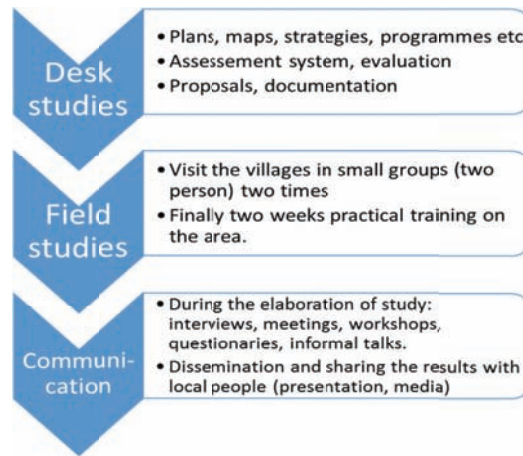 Desk
studies
• Plans, maps, strategies, programmes etc
• Assessement system, evaluation
• Proposals, documentation
Field
studies
• Visit the villages in small groups (two
person) two times
• Finally two weeks practical training on
the area.
Communi-
cation
• During the elaboration of study:
interviews, meetings, workshops,
questionaries, informal talks.
• Dissemination and sharing the results with
local people (presentation, media)